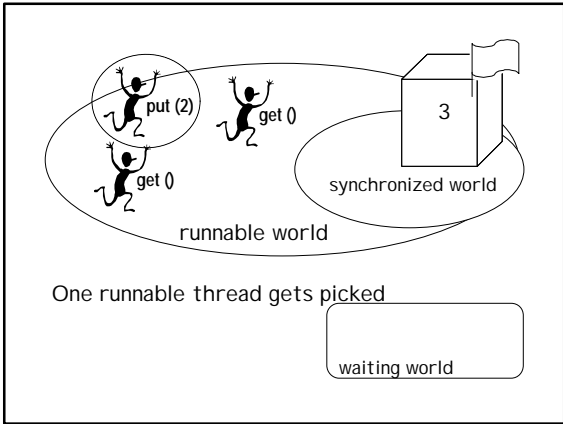 put (2)
get ()
3
get ()
synchronized world
runnable world
One runnable thread gets picked
waiting world